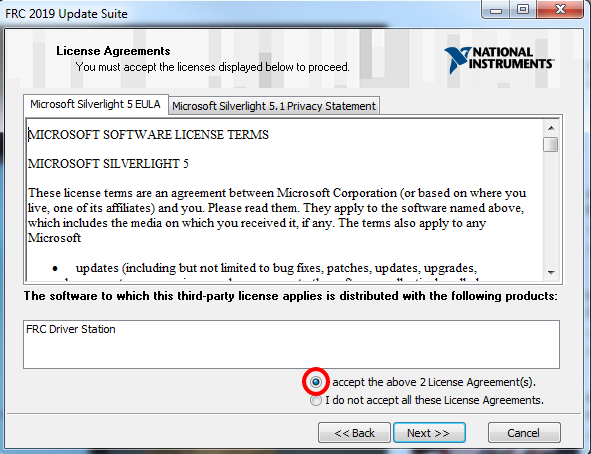 FRC 2019 Update Suite
License Agreements
You must accept the licenses displayed below to proceed.
NATIONAL
INSTRUMENTS
Microsoft Silverlight 5 EULA
Microsoft Silverlight 5.1 Privacy Statement
MICROSOFT SOFTWARE LICENSE TERMS
MICROSOFT SILVERLIGHT 5
These license terms are an agreement between Microsoft Corporation (or based on where you
live, one of its affiliates) and you. Please read them. They apply to the software named above,
which includes the media on which you received it, if any. The terms also apply to any
Microsoft
• updates (including but not limited to bug fixes, patches, updates, upgrades,
The software to which this third-party license applies is distributed with the following products:
FRC Driver Station
accept the above 2 License Agreement(s).
I do not accept all these License Agreements.
<< Back
Next >>
Cancel